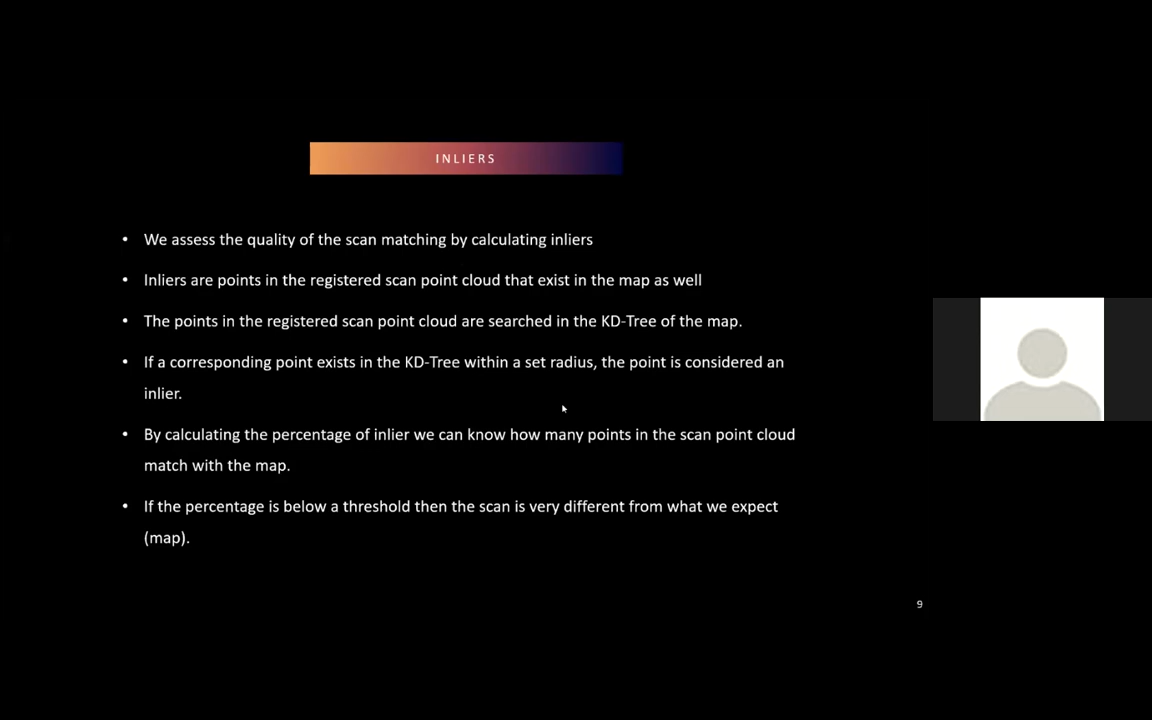 INLIERS
• We assess the quality of the scan matching by calculating inliers
• Inliers are points in the registered scan point cloud that exist in the map as well
• The points in the registered scan point cloud are searched in the KD-Tree of the map.
• If a corresponding point exists in the KD-Tree within a set radius, the point is considered an
inlier.
• By calculating the percentage of inlier we can know how many points in the scan point cloud
match with the map.
• If the percentage is below a threshold then the scan is very different from what we expect
(map).
9